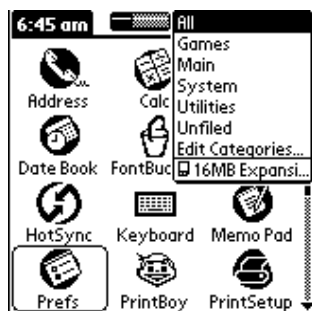 6:45 am
All
Games
Main
System
Utilities
Unfiled
Edit Categories...
16MB Expansi...
Address
Calc
Date Book
FontBuc
HotSync
Keyboard
Memo Pad
Prefs
PrintBoy
PrintSetup